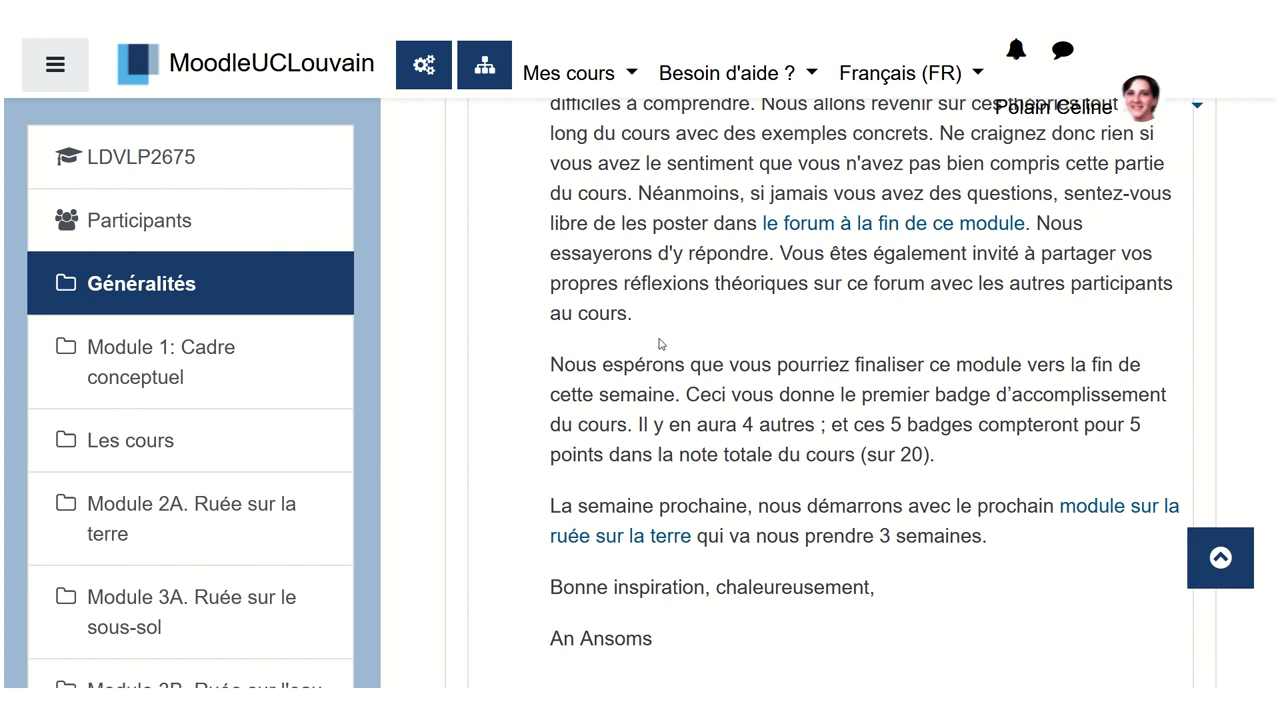 MoodleUCLouvain
Mes cours
Besoin d'aide ?
Français (FR)
Polain Céline
LDVLP2675
Participants
Généralités
Module 1: Cadre
conceptuel
Les cours
Module 2A. Ruée sur la
terre
Module 3A. Ruée sur le
sous-sol
Module 3B. Ruée sur l'eau
difficiles à comprendre. Nous allons revenir sur ces théories tout
long du cours avec des exemples concrets. Ne craignez donc rien si
vous avez le sentiment que vous n'avez pas bien compris cette partie
du cours. Néanmoins, si jamais vous avez des questions, sentez-vous
libre de les poster dans le forum à la fin de ce module. Nous
essayerons d'y répondre. Vous êtes également invité à partager vos
propres réflexions théoriques sur ce forum avec les autres participants
au cours.
Nous espérons que vous pourriez finaliser ce module vers la fin de
cette semaine. Ceci vous donne le premier badge d’accomplissement
du cours. Il y en aura 4 autres ; et ces 5 badges compteront pour 5
points dans la note totale du cours (sur 20).
La semaine prochaine, nous démarrons avec le prochain module sur la
ruée sur la terre qui va nous prendre 3 semaines.
Bonne inspiration, chaleureusement,
An Ansoms